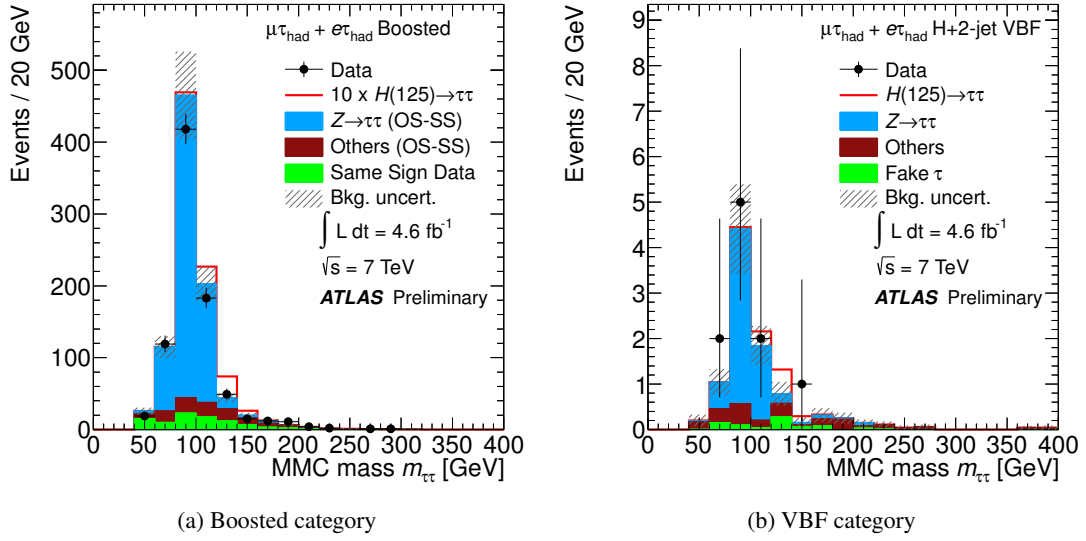 Events / 20 GeV
500
400
300
200
100
0
μτhad + eτhad Boosted
Data
10 x H(125)→ττ
Z→ττ (OS-SS)
Others (OS-SS)
Same Sign Data
Bkg. uncert.
∫ L dt = 4.6 fb⁻¹
√s = 7 TeV
ATLAS Preliminary
0 50 100 150 200 250 300 350 400
MMC mass mττ [GeV]
(a) Boosted category
Events / 20 GeV
9
8
7
6
5
4
3
2
1
0
μτhad + eτhad H+2-jet VBF
Data
H(125)→ττ
Z→ττ
Others
Fake τ
Bkg. uncert.
∫ L dt = 4.6 fb⁻¹
√s = 7 TeV
ATLAS Preliminary
0 50 100 150 200 250 300 350 400
MMC mass mττ [GeV]
(b) VBF category